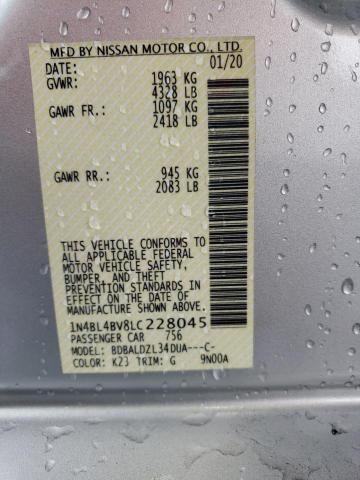 MFD BY NISSAN MOTOR CO., LTD.
DATE: 01/20
GVWR: 1963 KG
4328 LB
GAWR FR.: 1097 KG
2418 LB
GAWR RR.: 945 KG
2083 LB
THIS VEHICLE CONFORMS TO
ALL APPLICABLE FEDERAL
MOTOR VEHICLE SAFETY,
BUMPER, AND THEFT
PREVENTION STANDARDS
IN EFFECT ON THE DATE OF
MANUFACTURE SHOWN ABOVE.
1N4BL4BV8LC228045
PASSENGER CAR 756
MODEL: BDBALDZL34DUA---C-
COLOR: K23 TRIM: G 9N00A